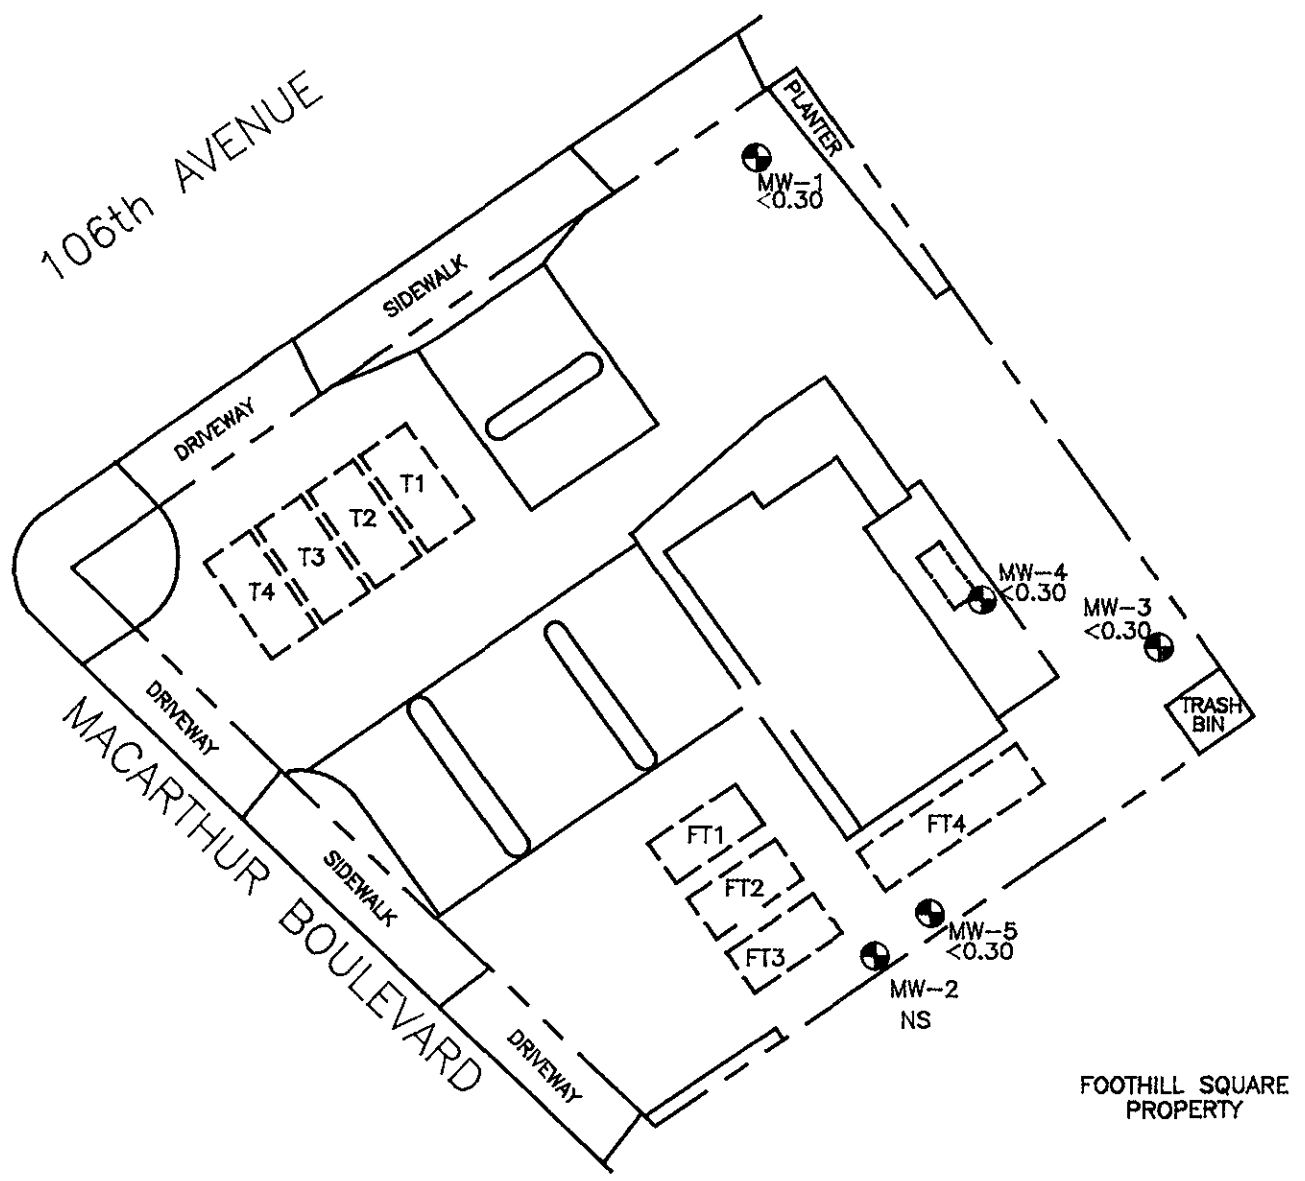 106th AVENUE
PLANTER
MW-1
<0.30
SIDEWALK
DRIVEWAY
T1
T2
T3
T4
MW-4
<0.30
MW-3
<0.30
DRIVEWAY
MACARTHUR BOULEVARD
TRASH
BIN
FT1
FT2
FT3
FT4
SIDEWALK
MW-5
<0.30
MW-2
NS
DRIVEWAY
FOOTHILL SQUARE
PROPERTY